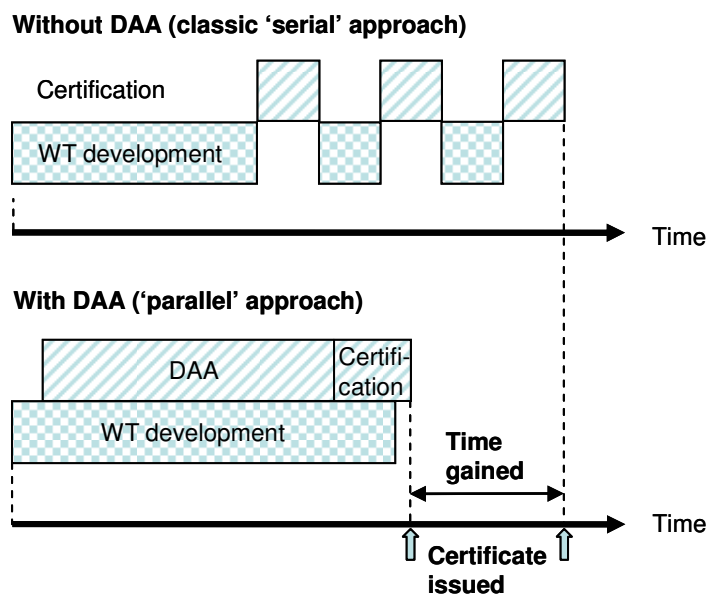 Without DAA (classic ‘serial’ approach)
Certification
WT development
Time
With DAA (‘parallel’ approach)
DAA
Certifi-
cation
WT development
Time
gained
Time
Certificate
issued